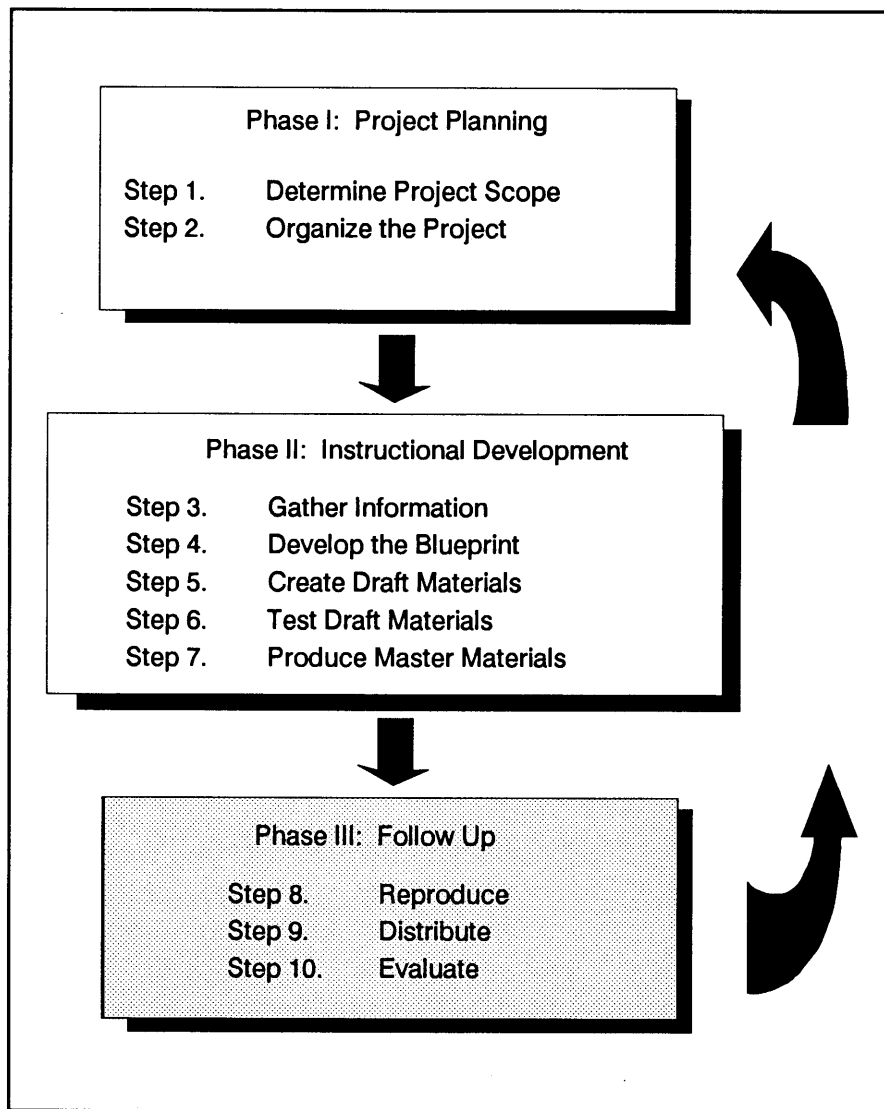 Phase I: Project Planning
Step 1. Determine Project Scope
Step 2. Organize the Project
Phase II: Instructional Development
Step 3. Gather Information
Step 4. Develop the Blueprint
Step 5. Create Draft Materials
Step 6. Test Draft Materials
Step 7. Produce Master Materials
Phase III: Follow Up
Step 8. Reproduce
Step 9. Distribute
Step 10. Evaluate